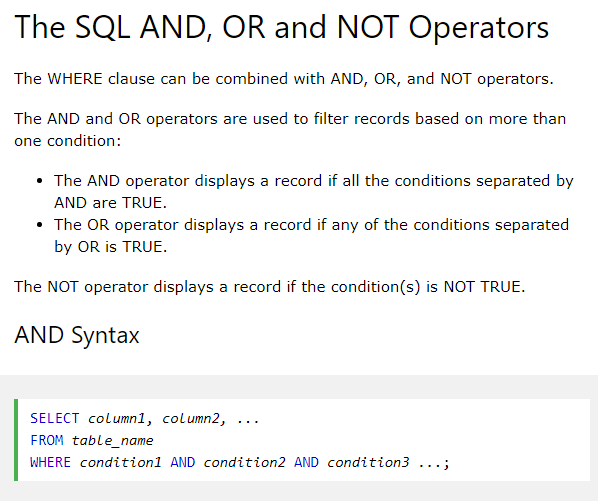 The SQL AND, OR and NOT Operators
The WHERE clause can be combined with AND, OR, and NOT operators.
The AND and OR operators are used to filter records based on more than
one condition:
• The AND operator displays a record if all the conditions separated by
AND are TRUE.
• The OR operator displays a record if any of the conditions separated
by OR is TRUE.
The NOT operator displays a record if the condition(s) is NOT TRUE.
AND Syntax
SELECT column1, column2, ...
FROM table_name
WHERE condition1 AND condition2 AND condition3 ...;